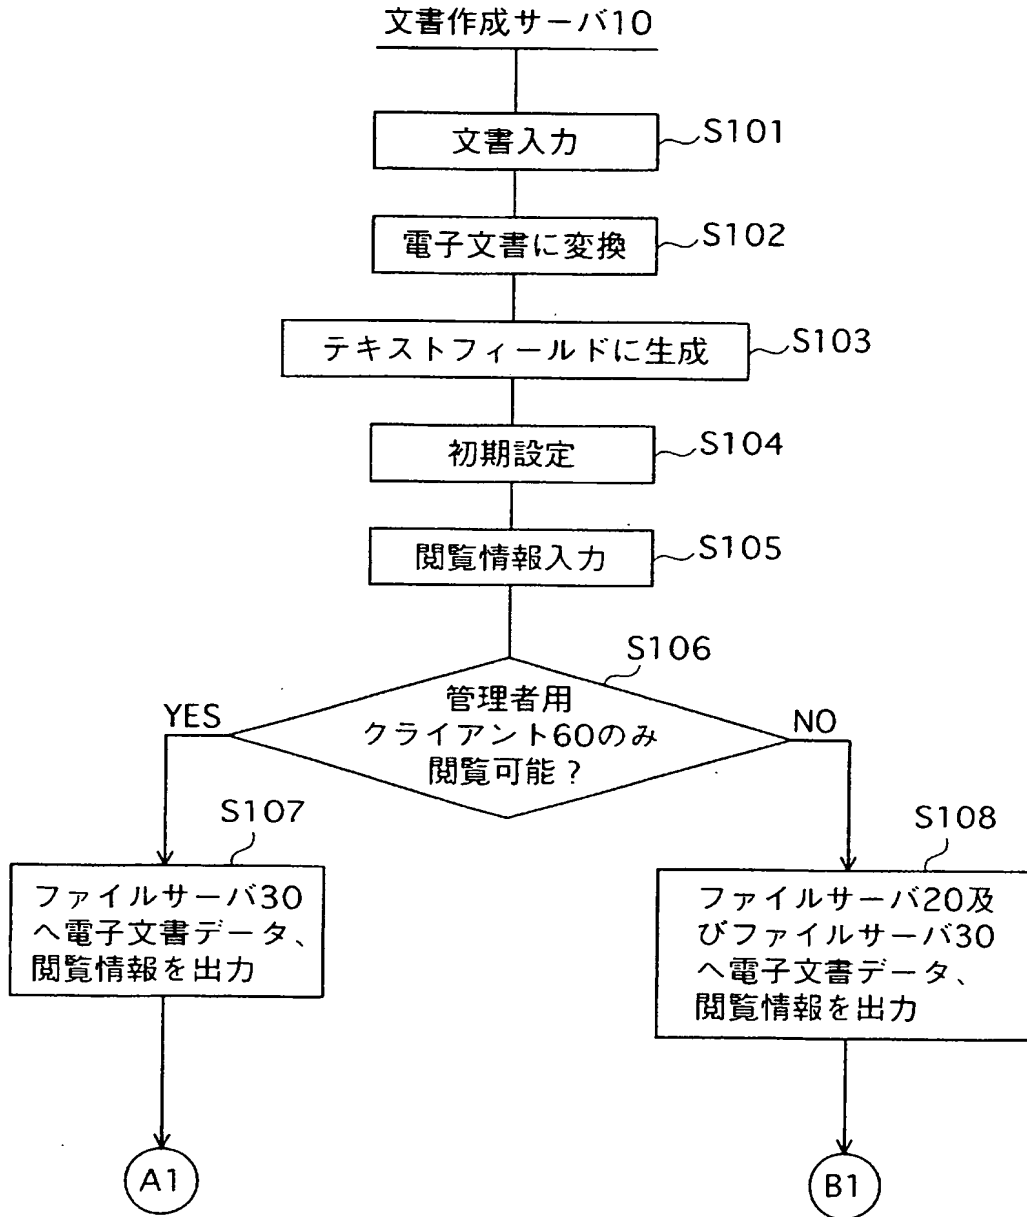 文書作成サーバ10
文書入力
S101
電子文書に変換
S102
テキストフィールドに生成
S103
初期設定
S104
閲覧情報入力
S105
S106
管理者用
クライアント60のみ
閲覧可能?
YES
NO
S107
ファイルサーバ30
へ電子文書データ、
閲覧情報を出力
S108
ファイルサーバ20及
びファイルサーバ30
へ電子文書データ、
閲覧情報を出力
A1
B1